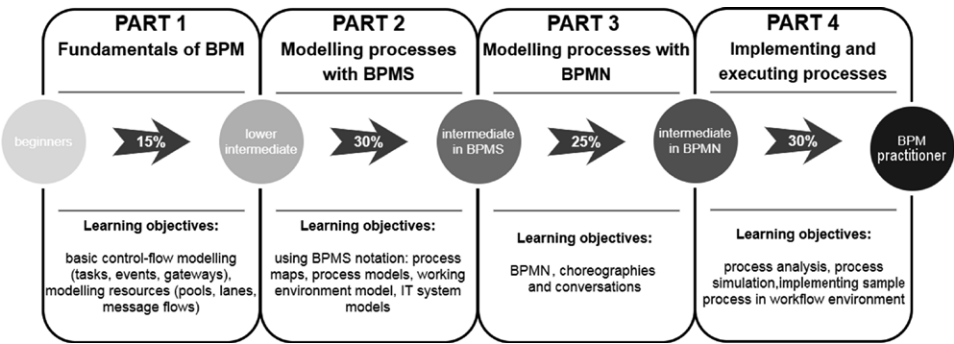 PART 1
Fundamentals of BPM
PART 2
Modelling processes
with BPMS
PART 3
Modelling processes with
BPMN
PART 4
Implementing and
executing processes
beginners
15%
lower
intermediate
30%
intermediate
in BPMS
25%
intermediate
in BPMN
30%
BPM
practitioner
Learning objectives:
basic control-flow modelling
(tasks, events, gateways),
modelling resources (pools, lanes,
message flows)
Learning objectives:
using BPMS notation: process
maps, process models, working
environment model, IT system
models
Learning objectives:
BPMN, choreographies
and conversations
Learning objectives:
process analysis, process
simulation,implementing sample
process in workflow environment